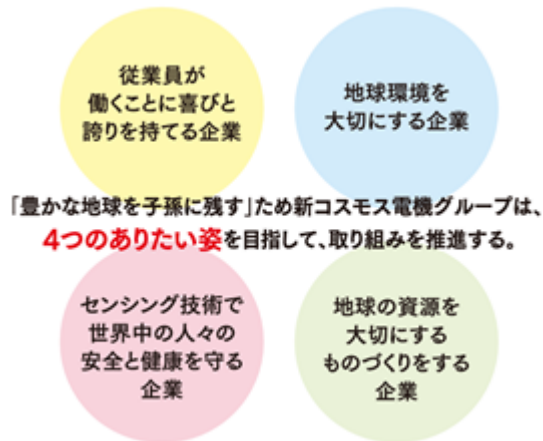 従業員が
働くことに喜びと
誇りを持てる企業
地球環境を
大切にする企業
「豊かな地球を子孫に残す」ため新コスモス電機グループは、
4つのありたい姿を目指して、取り組みを推進する。
センシング技術で
世界中の人々の
安全と健康を守る
企業
地球の資源を
大切にする
ものづくりをする
企業